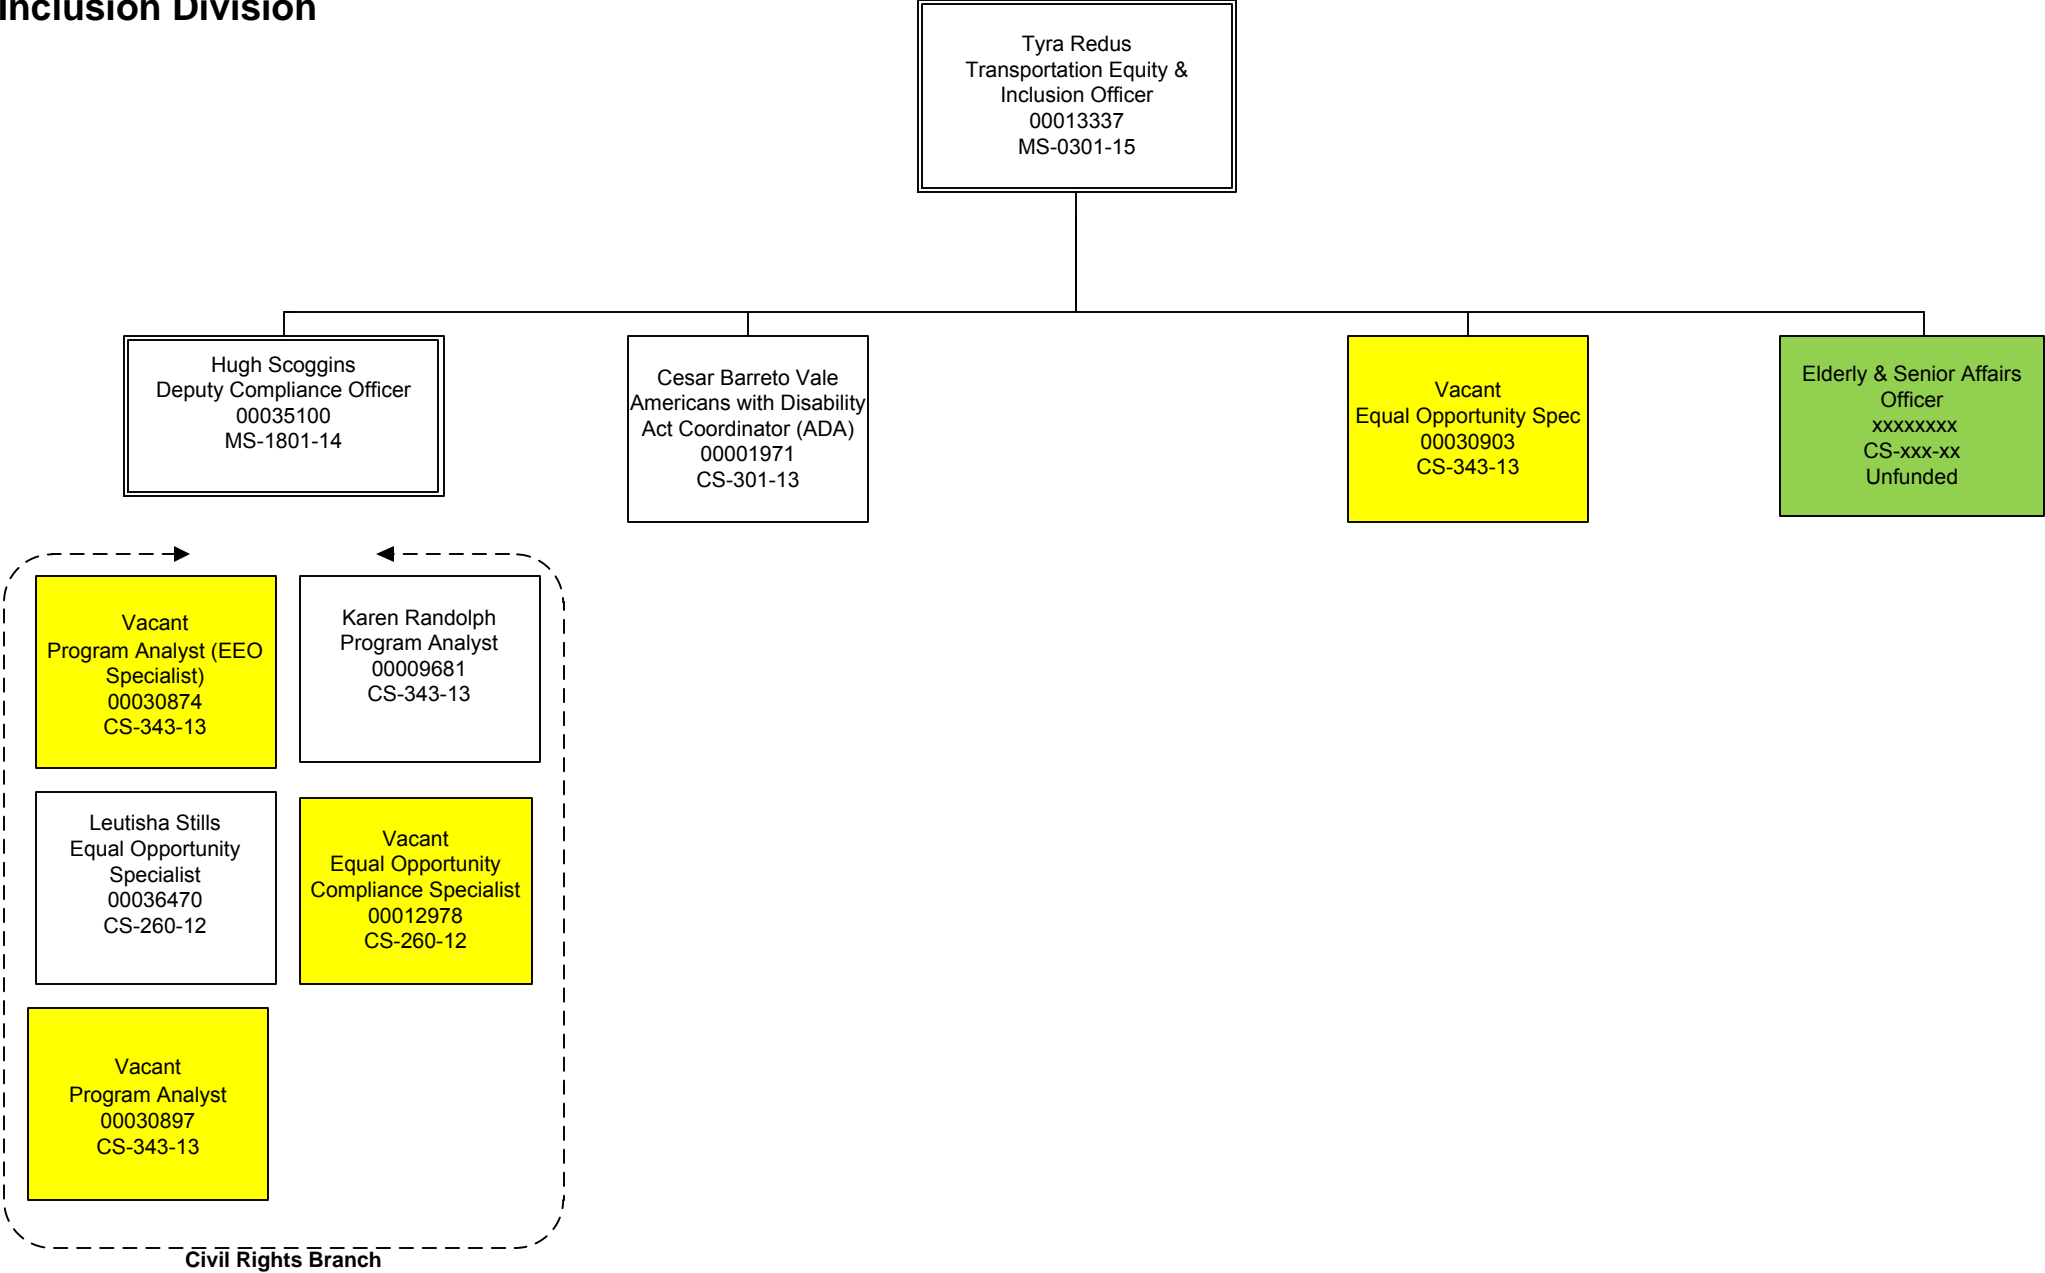 Inclusion Division
Tyra Redus
Transportation Equity &
Inclusion Officer
00013337
MS-0301-15
Hugh Scoggins
Deputy Compliance Officer
00035100
MS-1801-14
Cesar Barreto Vale
Americans with Disability
Act Coordinator (ADA)
00001971
CS-301-13
Vacant
Equal Opportunity Spec
00030903
CS-343-13
Elderly & Senior Affairs
Officer
xxxxxxxx
CS-xxx-xx
Unfunded
Vacant
Program Analyst (EEO
Specialist)
00030874
CS-343-13
Karen Randolph
Program Analyst
00009681
CS-343-13
Leutisha Stills
Equal Opportunity
Specialist
00036470
CS-260-12
Vacant
Equal Opportunity
Compliance Specialist
00012978
CS-260-12
Vacant
Program Analyst
00030897
CS-343-13
Civil Rights Branch